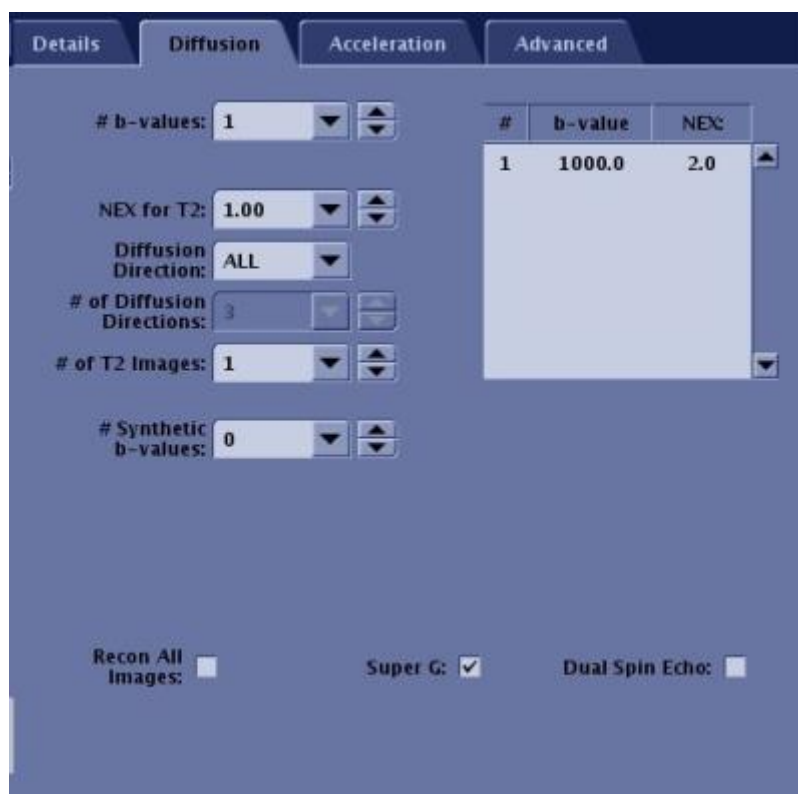 Details Diffusion Acceleration Advanced
# b-values: 1
# b-value NEX:
1 1000.0 2.0
NEX for T2: 1.00
Diffusion
Direction: ALL
# of Diffusion
Directions: 3
# of T2 Images: 1
# Synthetic
b-values: 0
Recon All
Images:
Super G:
Dual Spin Echo: